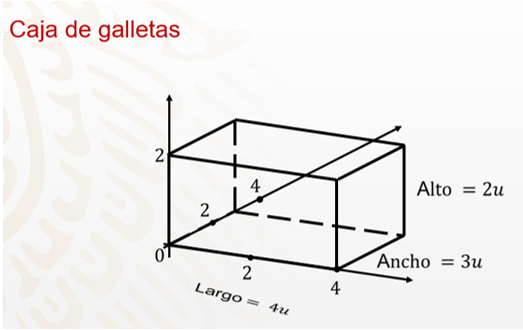 Caja de galletas
2
4
Alto = 2u
2
0
Ancho = 3u
2
4
Largo = 4u